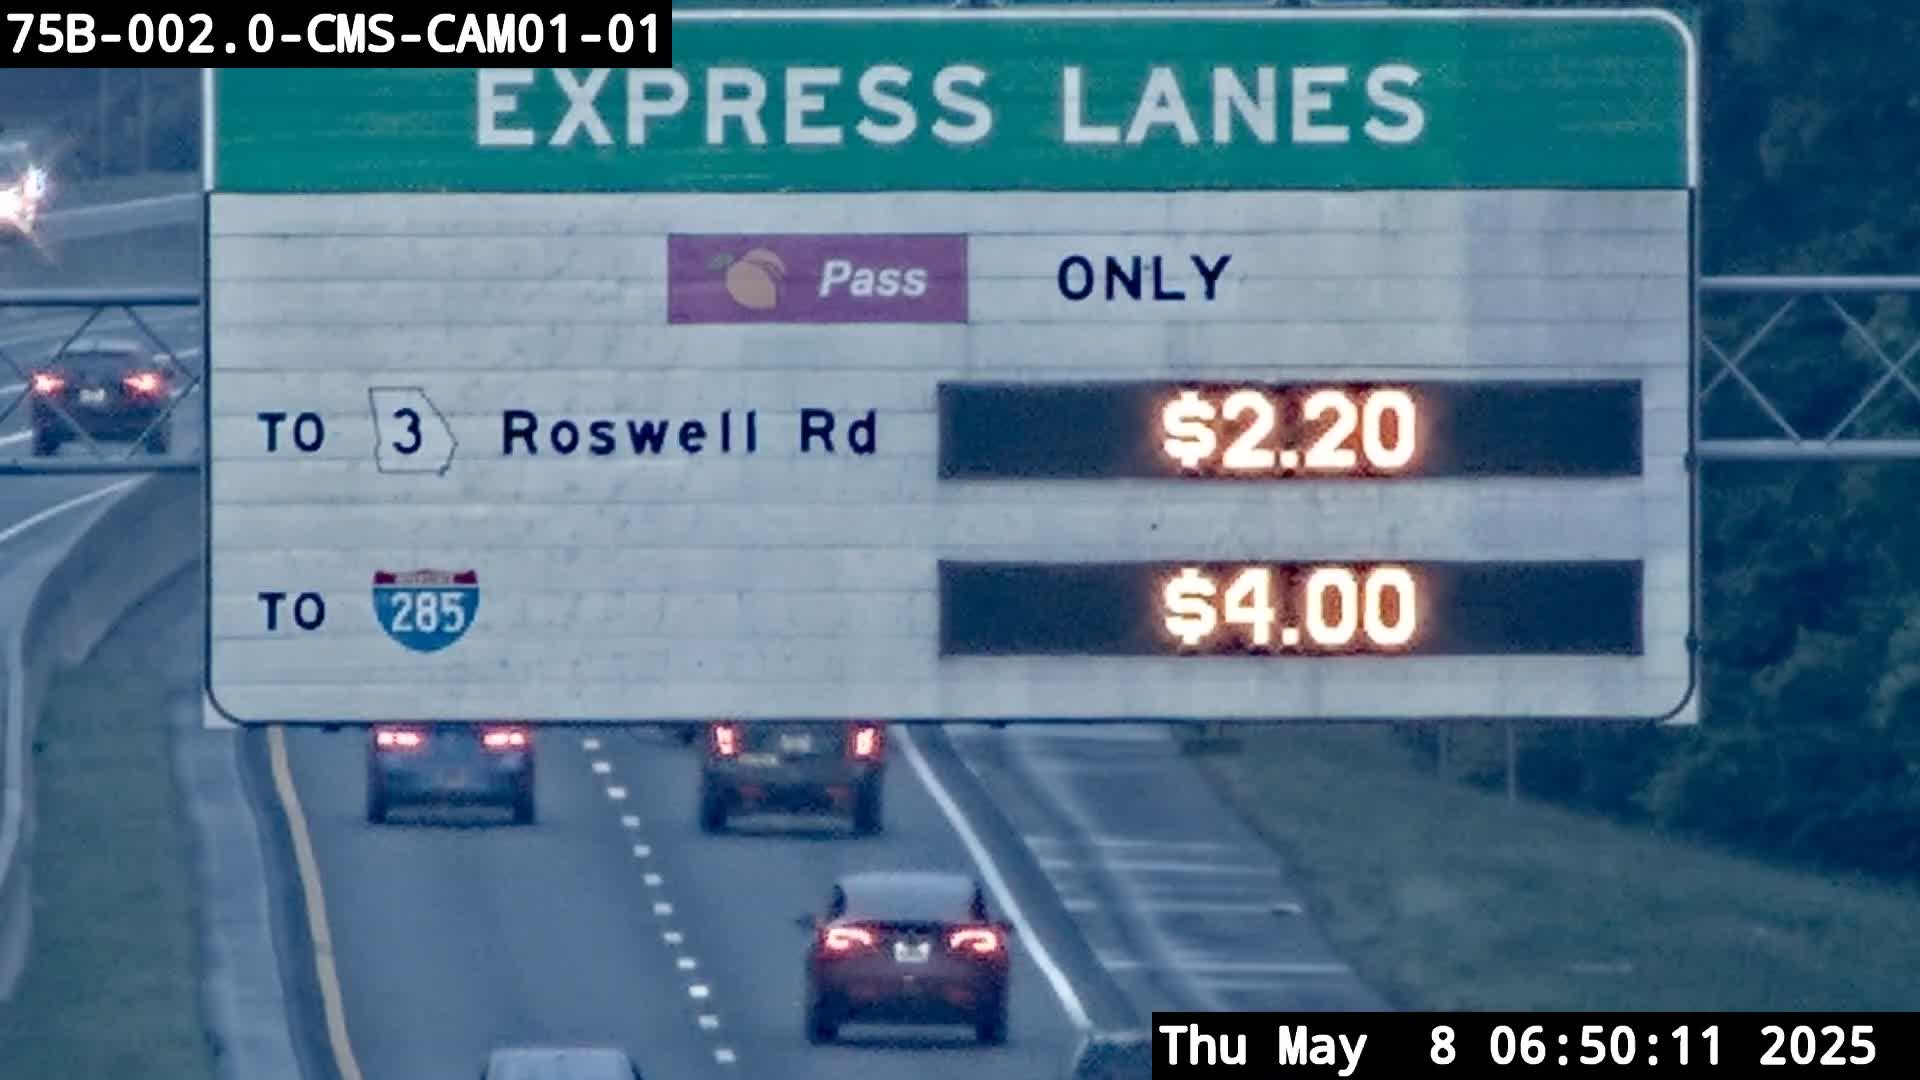 75B-002.0-CMS-CAM01-01
EXPRESS LANES
Pass ONLY
TO 3 Roswell Rd $2.20
TO 285 $4.00
Thu May 8 06:50:11 2025